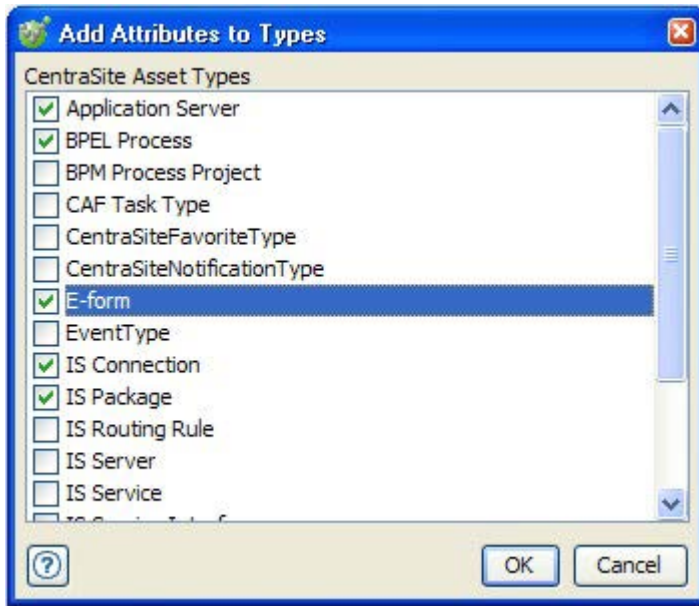 Add Attributes to Types
CentraSite Asset Types
Application Server
BPEL Process
BPM Process Project
CAF Task Type
CentraSiteFavoriteType
CentraSiteNotificationType
E-form
EventType
IS Connection
IS Package
IS Routing Rule
IS Server
IS Service
?
OK Cancel